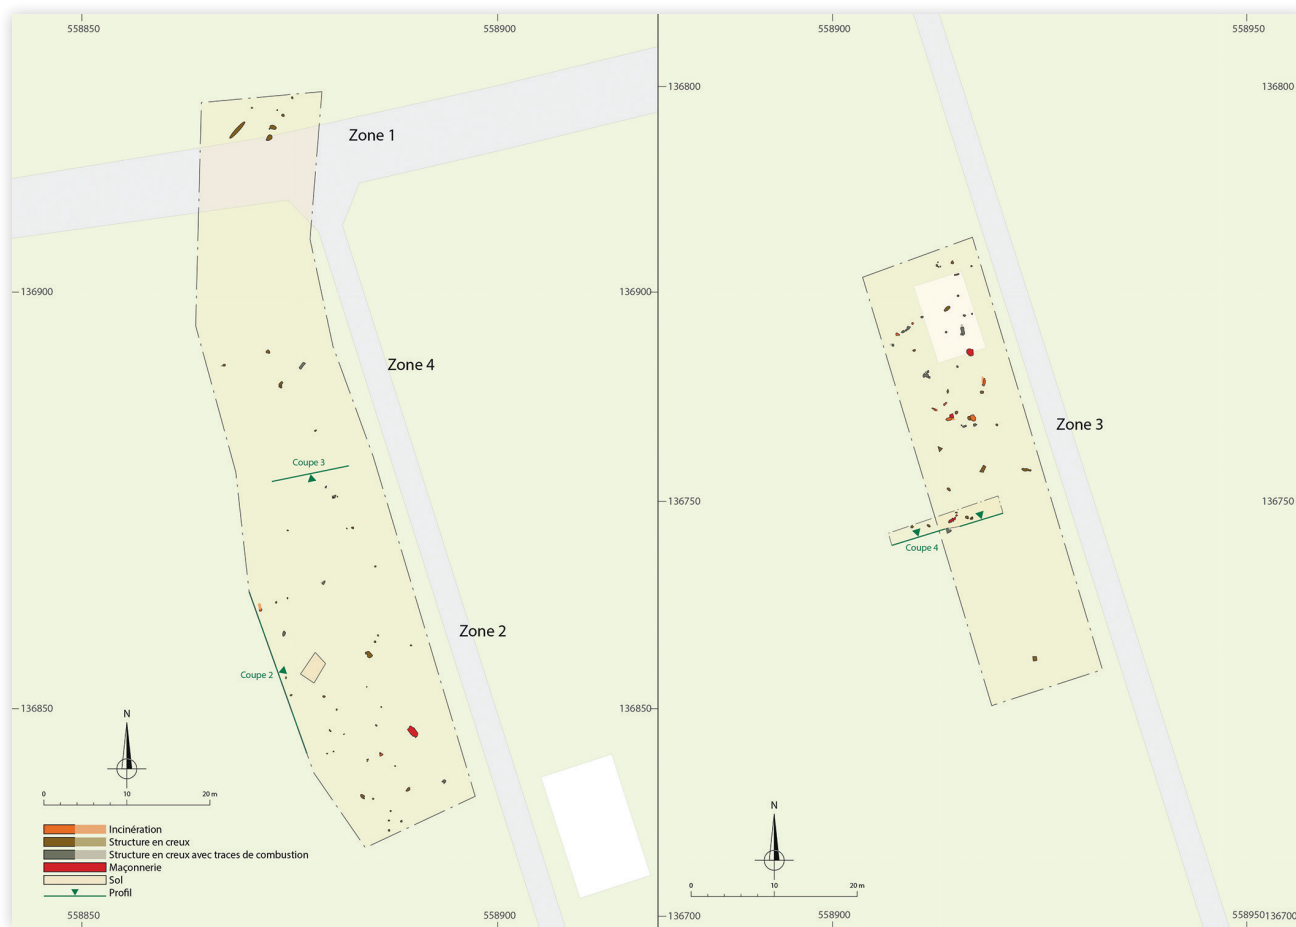 558850
558900
558900
558950
136800
136800
Zone 1
136900
136900
Zone 4
Zone 3
Coupe 3
136750
136750
Coupe 4
Zone 2
Coupe 2
136850
136850
N
0
10
20 m
Incinération
Structure en creux
Structure en creux avec traces de combustion
Maçonnerie
Sol
Profil
N
0
10
20 m
558850
558900
136700
558900
558950
136700